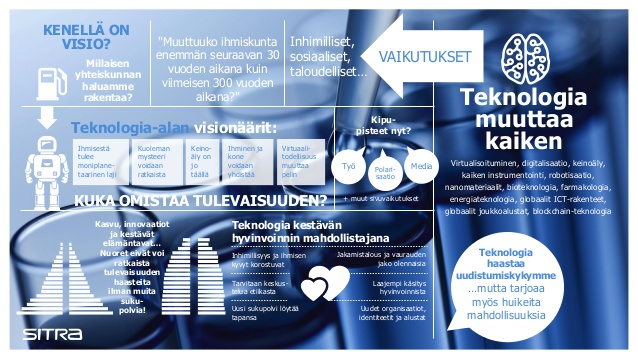 KENELLÄ ON
VISIO?
Millaisen
yhteiskunnan
haluamme
rakentaa?
"Muuttuuko ihmiskunta
enemmän seuraavan 30
vuoden aikana kuin
viimeisen 300 vuoden
aikana?"
Inhimilliset,
sosiaaliset,
taloudelliset...
VAIKUTUKSET
Teknologia
muuttaa
kaiken
Virtualisoituminen, digitalisaatio, keinoäly,
kaiken instrumentointi, robotisaatio,
nanomateriaalit, bioteknologia, farmakologia,
energiateknologia, globaalit ICT-rakenteet,
globaalit joukkoalustat, blockchain-teknologia
Teknologia-alan visionäärit:
Ihmisestä
tulee
moniplane-
taarinen laji
Kuoleman
mysteeri
voidaan
ratkaista
Keino-
äly on
jo
täällä
Ihminen ja
kone
voidaan
yhdistää
Virtuaali-
todellisuus
muuttaa
pelin
Kipu-
pisteet nyt?
Työ
Polari-
saatio
Media
+ muut sivuvaikutukset
KUKA OMISTAA TULEVAISUUDEN?
Kasvu, innovaatiot
ja kestävät
elämäntavat...
Nuoret eivät voi
ratkaista
tulevaisuuden
haasteita
ilman muita
suku-
polvia!
Teknologia kestävän
hyvinvoinnin mahdollistajana
Inhimillisyys ja ihmisen
kyvyt korostuvat
Tarvitaan keskus-
telua etiikasta
Uusi sukupolvi löytää
tapansa
Jakamistalous ja vaurauden
jako olennaisia
Laajempi käsitys
hyvinvoinnista
Uudet organisaatiot,
identiteetit ja alustat
Teknologia
haastaa
uudistumiskykymme
...mutta tarjoaa
myös huikeita
mahdollisuuksia
SITRA